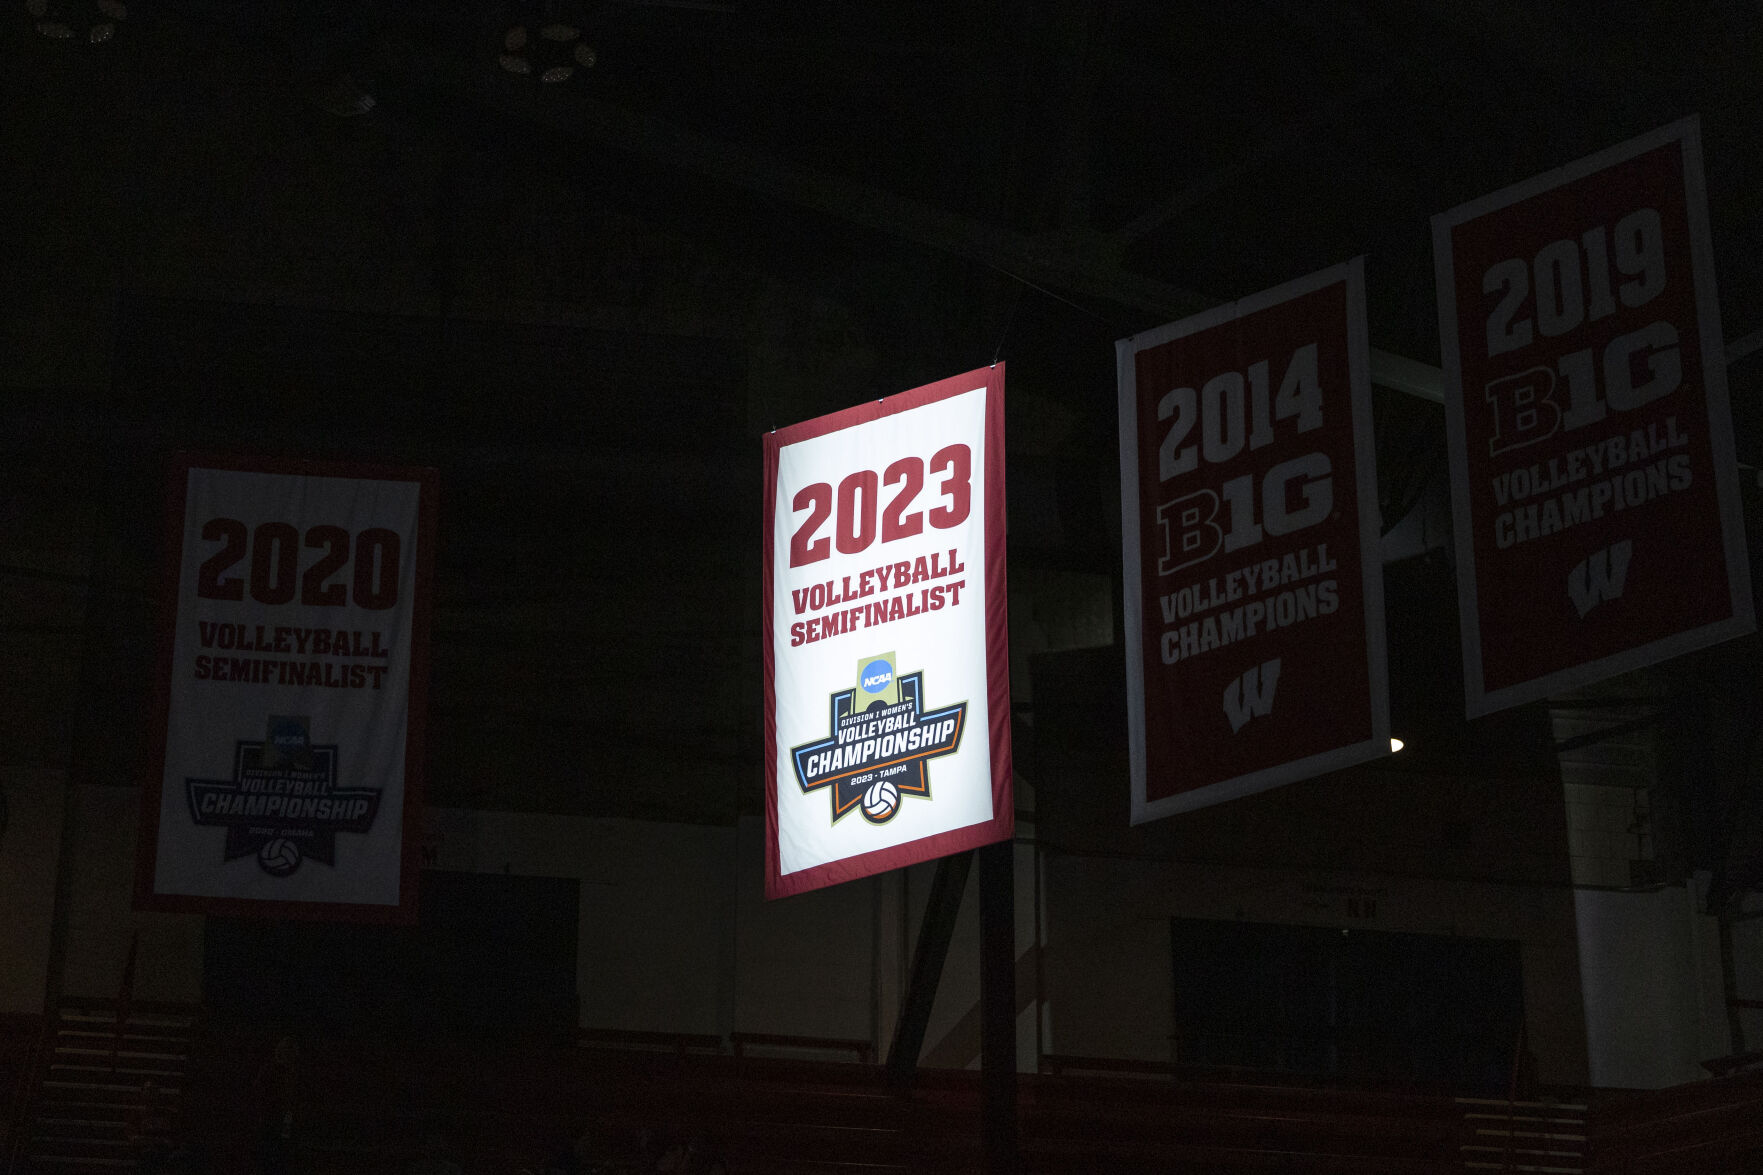 2020
VOLLEYBALL
SEMIFINALIST
NCAA
DIVISION I WOMEN'S
VOLLEYBALL
CHAMPIONSHIP
2020 - OMAHA
2023
VOLLEYBALL
SEMIFINALIST
NCAA
DIVISION I WOMEN'S
VOLLEYBALL
CHAMPIONSHIP
2023 - TAMPA
2014
B1G
VOLLEYBALL
CHAMPIONS
W
2019
B1G
VOLLEYBALL
CHAMPIONS
W